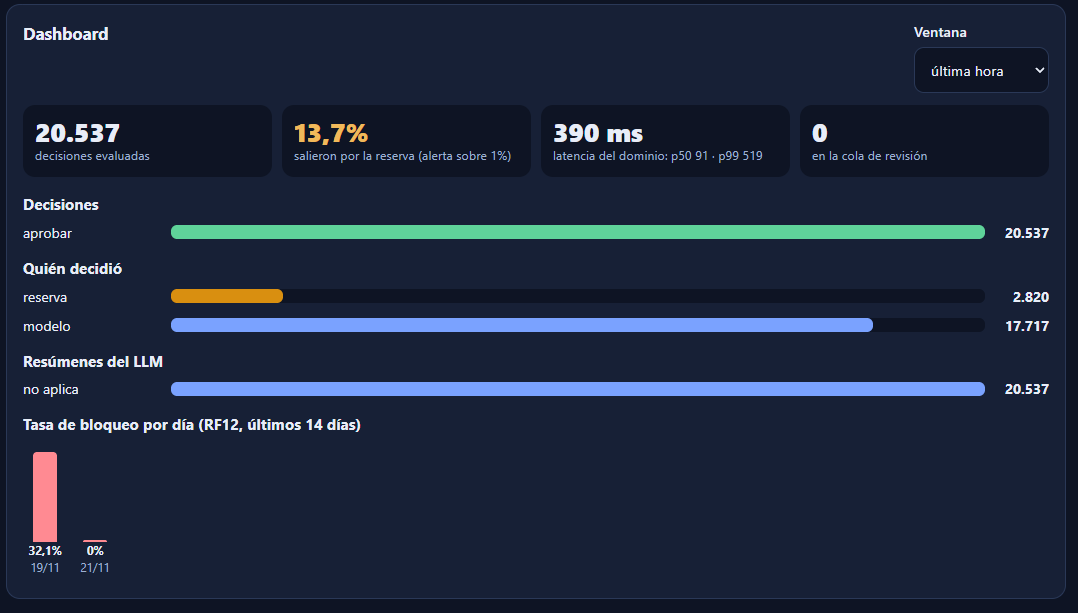 Dashboard
Ventana
última hora
20.537
decisiones evaluadas
13,7%
salieron por la reserva (alerta sobre 1%)
390 ms
latencia del dominio: p50 91 · p99 519
0
en la cola de revisión
Decisiones
aprobar 20.537
Quién decidió
reserva 2.820
modelo 17.717
Resúmenes del LLM
no aplica 20.537
Tasa de bloqueo por día (RF12, últimos 14 días)
32,1% 0%
19/11 21/11